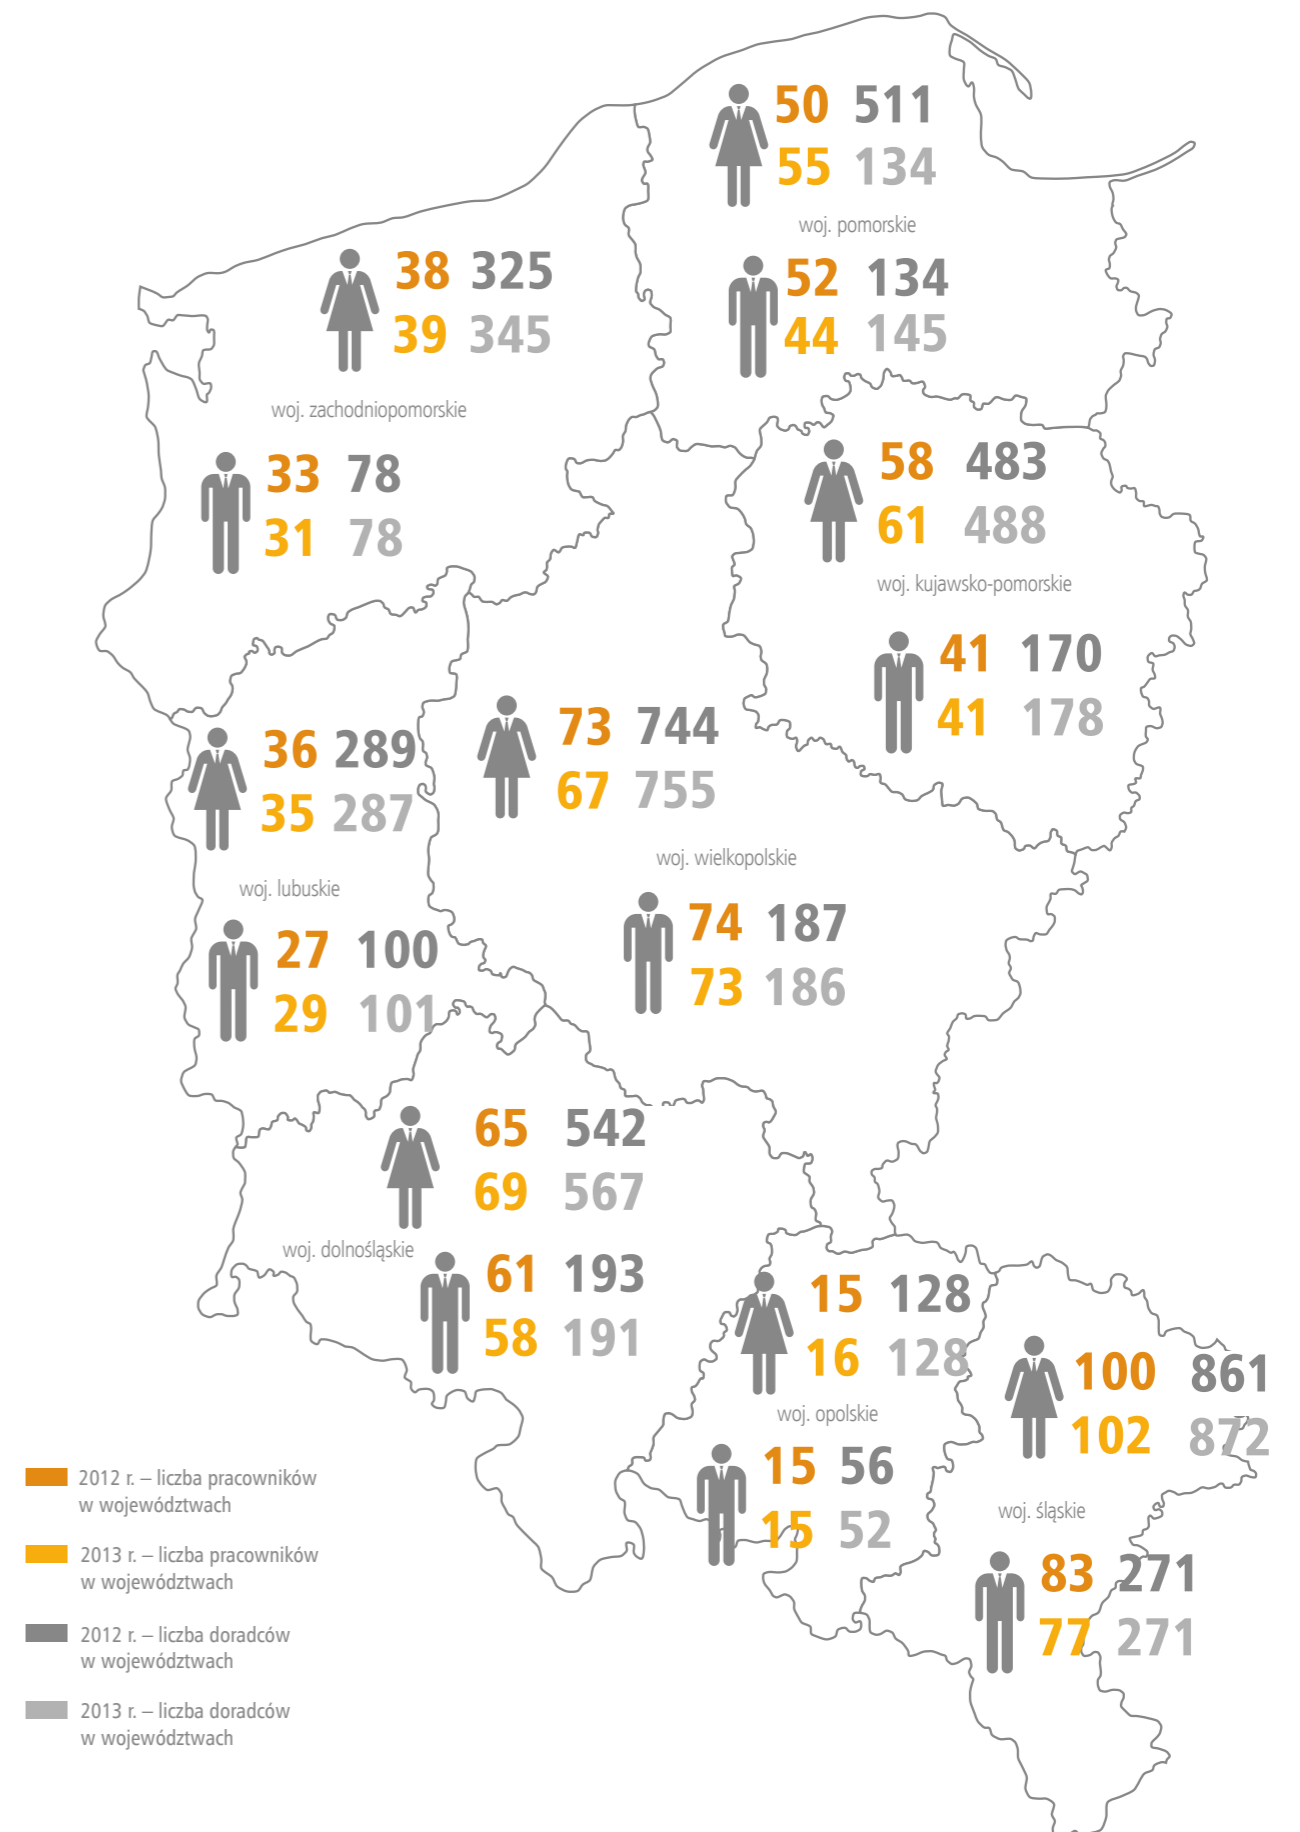 50 511
55 134
woj. pomorskie
52 134
44 145
38 325
39 345
woj. zachodniopomorskie
33 78
31 78
58 483
61 488
woj. kujawsko-pomorskie
41 170
41 178
36 289
35 287
woj. lubuskie
27 100
29 101
73 744
67 755
woj. wielkopolskie
74 187
73 186
65 542
69 567
woj. dolnośląskie
61 193
58 191
15 128
16 128
woj. opolskie
15 56
15 52
100 861
102 872
woj. śląskie
83 271
77 271
2012 r. – liczba pracowników
w województwach
2013 r. – liczba pracowników
w województwach
2012 r. – liczba doradców
w województwach
2013 r. – liczba doradców
w województwach